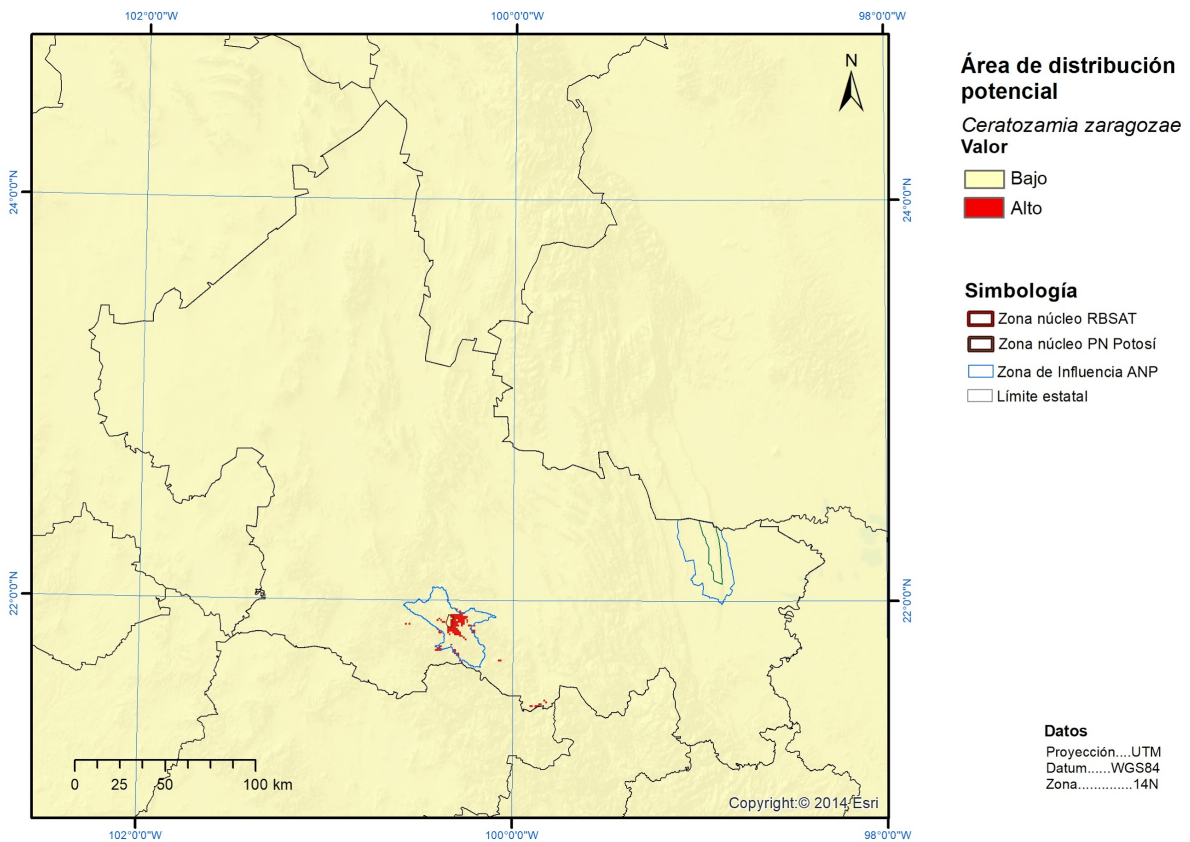 102°0'0"W
100°0'0"W
98°0'0"W
24°0'0"N
24°0'0"N
22°0'0"N
22°0'0"N
N
Área de distribución
potencial
Ceratozamia zaragozae
Valor
Bajo
Alto
Simbología
Zona núcleo RBSAT
Zona núcleo PN Potosí
Zona de Influencia ANP
Límite estatal
Datos
Proyección....UTM
Datum......WGS84
Zona.............14N
0 25 50 100 km
Copyright:© 2014 Esri
102°0'0"W
100°0'0"W
98°0'0"W